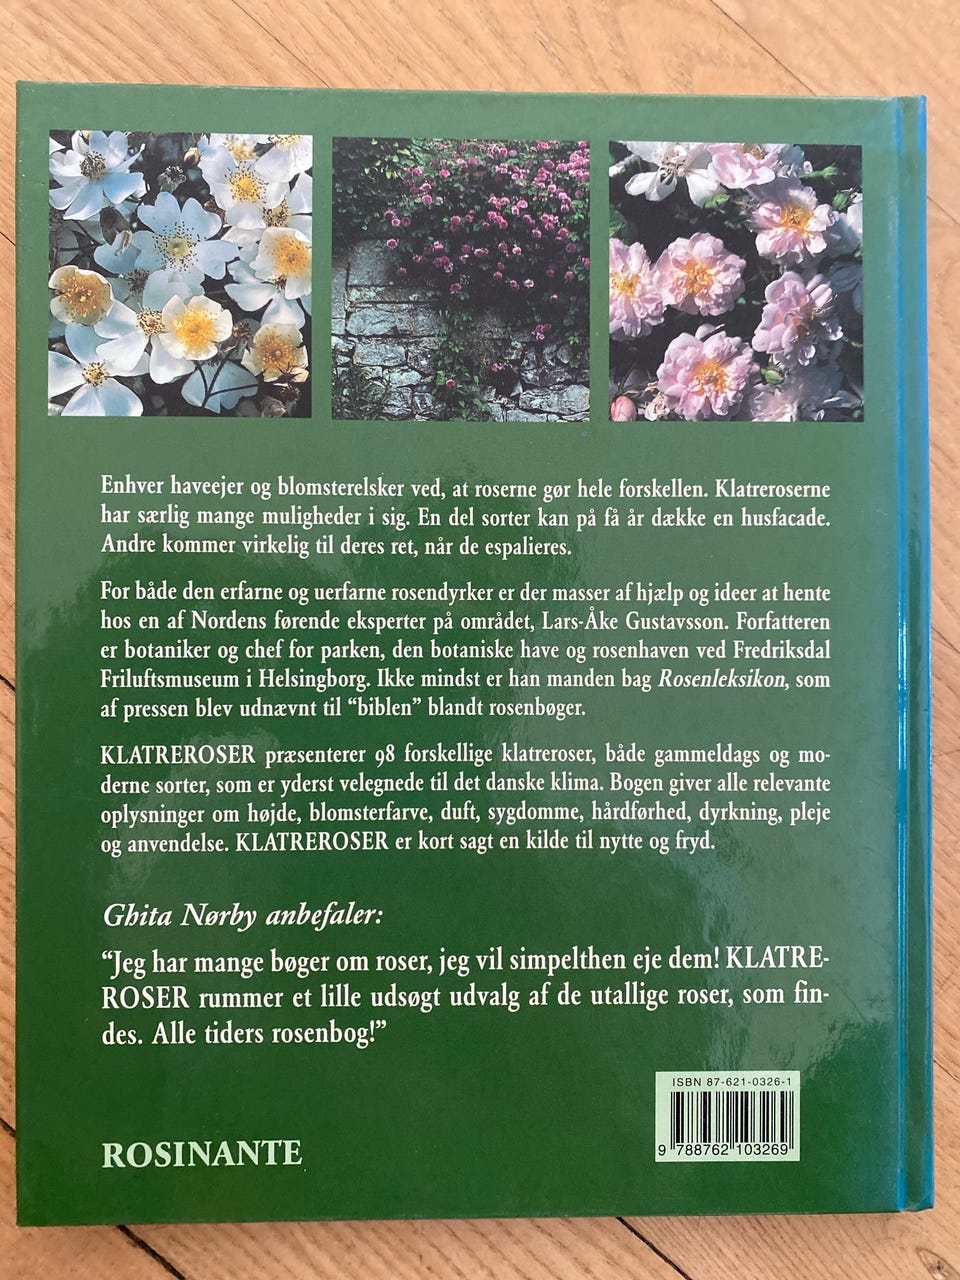 Enhver haveejer og blomsterelsker ved, at roserne gør hele forskellen. Klatreroserne
har særlig mange muligheder i sig. En del sorter kan på få år dække en husfacade.
Andre kommer virkelig til deres ret, når de espalieres.
For både den erfarne og uerfarne rosendyrker er der masser af hjælp og ideer at hente
hos en af Nordens førende eksperter på området, Lars-Åke Gustavsson. Forfatteren
er botaniker og chef for parken, den botaniske have og rosenhaven ved Fredriksdal
Friluftsmuseum i Helsingborg. Ikke mindst er han manden bag Rosenleksikon, som
af pressen blev udnævnt til “biblen” blandt rosenbøger.
KLATREROSER præsenterer 98 forskellige klatreroser, både gammeldags og mo-
derne sorter, som er yderst velegnede til det danske klima. Bogen giver alle relevante
oplysninger om højde, blomsterfarve, duft, sygdomme, hårdførhed, dyrkning, pleje
og anvendelse. KLATREROSER er kort sagt en kilde til nytte og fryd.
Ghita Nørby anbefaler:
“Jeg har mange bøger om roser, jeg vil simpelthen eje dem! KLATRE-
ROSER rummer et lille udsøgt udvalg af de utallige roser, som fin-
des. Alle tiders rosenbog!”
ISBN 87-621-0326-1
9 788762 103269
ROSINANTE